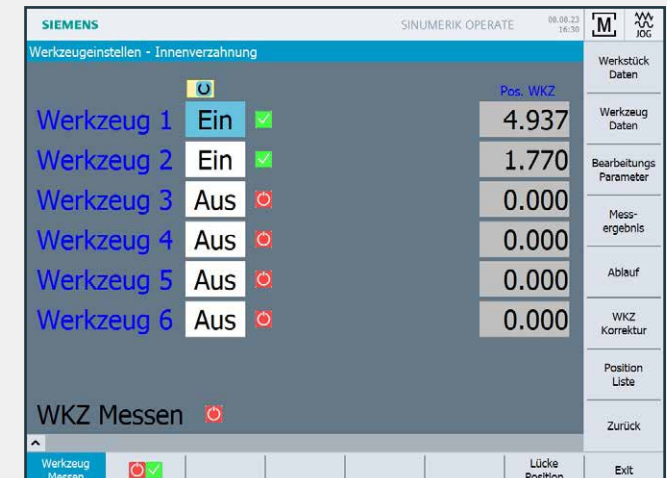 SIEMENS
SINUMERIK OPERATE
08.08.23
16:30
M
JOG
Werkzeugeinstellen - Innenverzahnung
Pos. WKZ
Werkzeug 1 Ein 4.937
Werkzeug 2 Ein 1.770
Werkzeug 3 Aus 0.000
Werkzeug 4 Aus 0.000
Werkzeug 5 Aus 0.000
Werkzeug 6 Aus 0.000
WKZ Messen
Werkstück
Daten
Werkzeug
Daten
Bearbeitungs
Parameter
Mess-
ergebnis
Ablauf
WKZ
Korrektur
Position
Liste
Zurück
Werkzeug
Messen
Lücke
Position
Exit